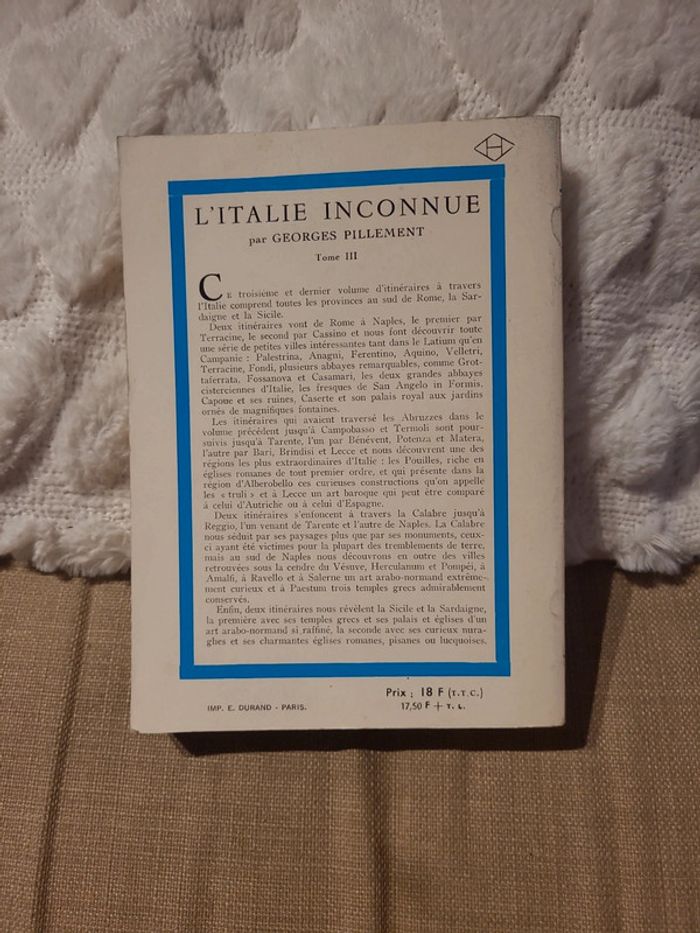 L'ITALIE INCONNUE
par GEORGES PILLEMENT
Tome III
CE troisième et dernier volume d'itinéraires à travers
l'Italie comprend toutes les provinces au sud de Rome, la Sar-
daigne et la Sicile.
Deux itinéraires vont de Rome à Naples, le premier par
Terracine, le second par Cassino et nous font découvrir toute
une série de petites villes intéressantes tant dans le Latium qu'en
Campanie : Palestrina, Anagni, Ferentino, Aquino, Velletri,
Terracine, Fondi, plusieurs abbayes remarquables, comme Grot-
taferrata, Fossanova et Casamari, les deux grandes abbayes
cisterciennes d'Italie, les fresques de San Angelo in Formis,
Capoue et ses ruines, Caserte et son palais royal aux jardins
ornés de magnifiques fontaines.
Les itinéraires qui avaient traversé les Abruzzes dans le
volume précédent jusqu'à Campobasso et Termoli sont pour-
suivis jusqu'à Tarente, l'un par Bénévent, Potenza et Matera,
l'autre par Bari, Brindisi et Lecce et nous découvrent une des
régions les plus extraordinaires d'Italie : les Pouilles, riche en
églises romanes de tout premier ordre, et qui présente dans la
région d'Alberobello ces curieuses constructions qu'on appelle
les « truli » et à Lecce un art baroque qui peut être comparé
à celui d'Autriche ou à celui d'Espagne.
Deux itinéraires s'enfoncent à travers la Calabre jusqu'à
Reggio, l'un venant de Tarente et l'autre de Naples. La Calabre
nous séduit par ses paysages plus que par ses monuments, ceux-
ci ayant été victimes pour la plupart des tremblements de terre,
mais au sud de Naples nous découvrons en outre des villes
retrouvées sous la cendre du Vésuve, Herculanum et Pompéi, à
Amalfi, à Ravello et à Salerne un art arabo-normand extrême-
ment curieux et à Paestum trois temples grecs admirablement
conservés.
Enfin, deux itinéraires nous révèlent la Sicile et la Sardaigne,
la première avec ses temples grecs et ses palais et églises d'un
art arabo-normand si raffiné, la seconde avec ses curieux nura-
ghes et ses charmantes églises romanes, pisanes ou lucquoises.
Prix : 18 F (T.T.C.)
IMP. E. DURAND - PARIS.
17,50 F + T. L.